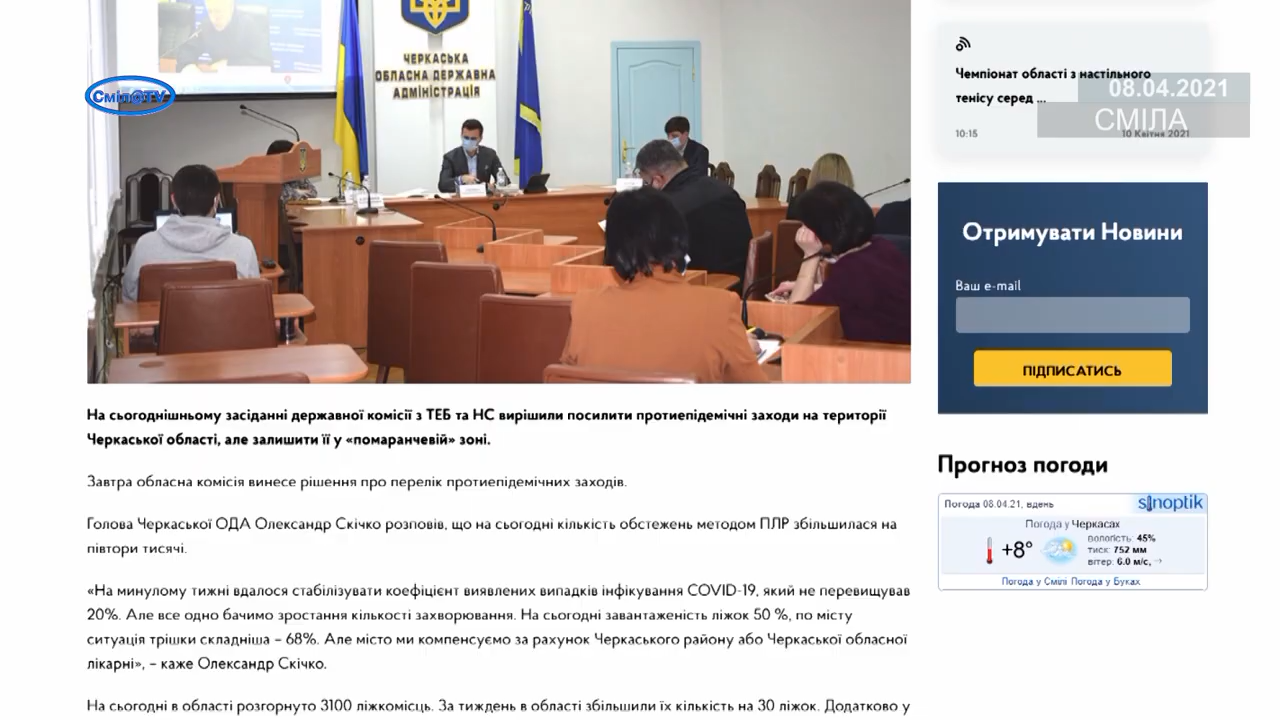 ЧЕРКАСЬКА
ОБЛАСНА ДЕРЖАВНА
АДМІНІСТРАЦІЯ
Чемпіонат області з настільного
тенісу серед ...
10:15
10 Квітня 2021
08.04.2021
СМІЛА
Отримувати Новини
Ваш e-mail
ПІДПИСАТИСЬ
На сьогоднішньому засіданні державної комісії з ТЕБ та НС вирішили посилити протиепідемічні заходи на території
Черкаської області, але залишити її у «помаранчевій» зоні.
Завтра обласна комісія винесе рішення про перелік протиепідемічних заходів.
Голова Черкаської ОДА Олександр Скічко розповів, що на сьогодні кількість обстежень методом ПЛР збільшилася на
півтори тисячі.
«На минулому тижні вдалося стабілізувати коефіцієнт виявлених випадків інфікування COVID-19, який не перевищував
20%. Але все одно бачимо зростання кількості захворювання. На сьогодні завантаженість ліжок 50 %, по місту
ситуація трішки складніша – 68%. Але місто ми компенсуємо за рахунок Черкаського району або Черкаської обласної
лікарні», – каже Олександр Скічко.
На сьогодні в області розгорнуто 3100 ліжкомісць. За тиждень в області збільшили їх кількість на 30 ліжок. Додатково у
Прогноз погоди
Погода 08.04.21, вдень
sinoptik
Погода у Черкасах
+8°
вологість: 45%
тиск: 752 мм
вітер: 6.0 м/с, →
Погода у Смілі Погода у Буках